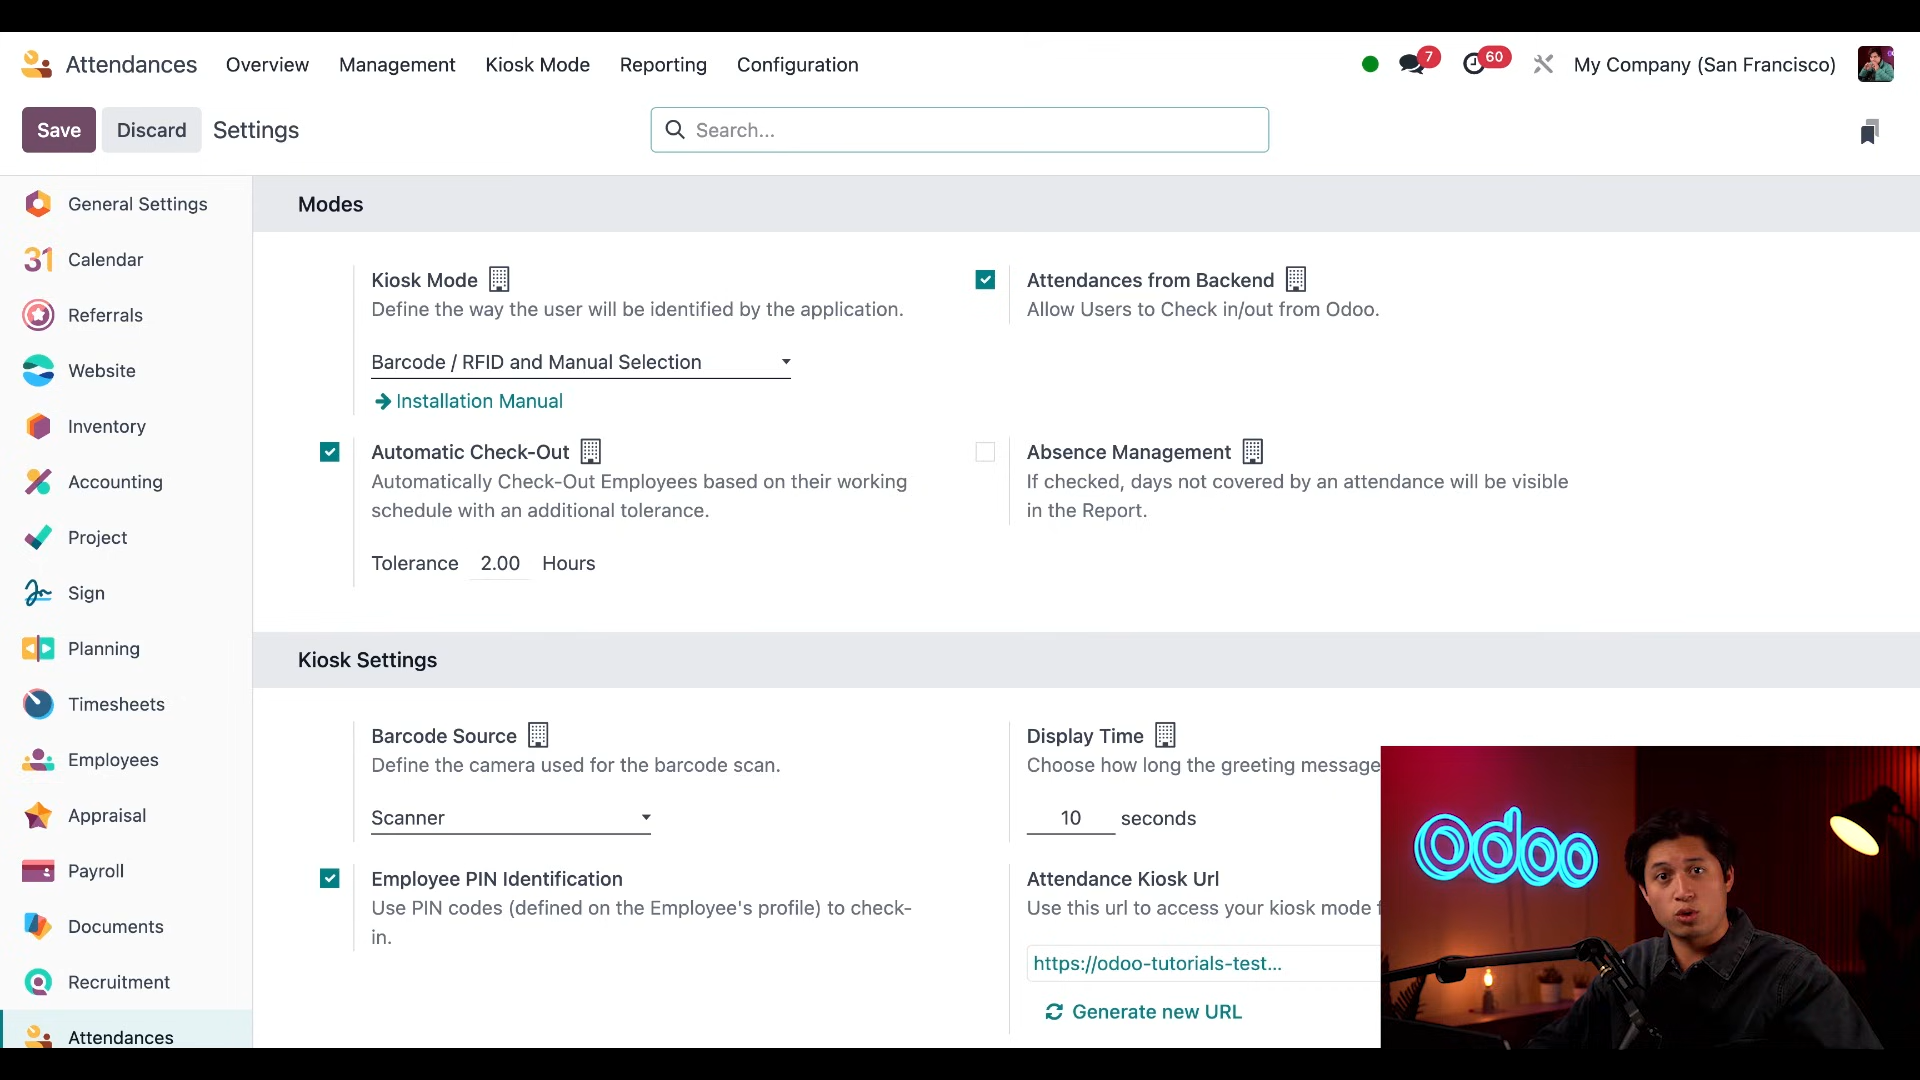 Attendances Overview Management Kiosk Mode Reporting Configuration 7 60 My Company (San Francisco)
Save Discard Settings Search...
General Settings
31 Calendar
Referrals
Website
Inventory
Accounting
Project
Sign
Planning
Timesheets
Employees
Appraisal
Payroll
Documents
Recruitment
Attendances
Modes
Kiosk Mode
Define the way the user will be identified by the application.
Barcode / RFID and Manual Selection
Installation Manual
Attendances from Backend
Allow Users to Check in/out from Odoo.
Automatic Check-Out
Automatically Check-Out Employees based on their working
schedule with an additional tolerance.
Tolerance 2.00 Hours
Absence Management
If checked, days not covered by an attendance will be visible
in the Report.
Kiosk Settings
Barcode Source
Define the camera used for the barcode scan.
Scanner
Display Time
Choose how long the greeting message
10 seconds
Employee PIN Identification
Use PIN codes (defined on the Employee's profile) to check-
in.
Attendance Kiosk Url
Use this url to access your kiosk mode
https://odoo-tutorials-test...
Generate new URL
odoo